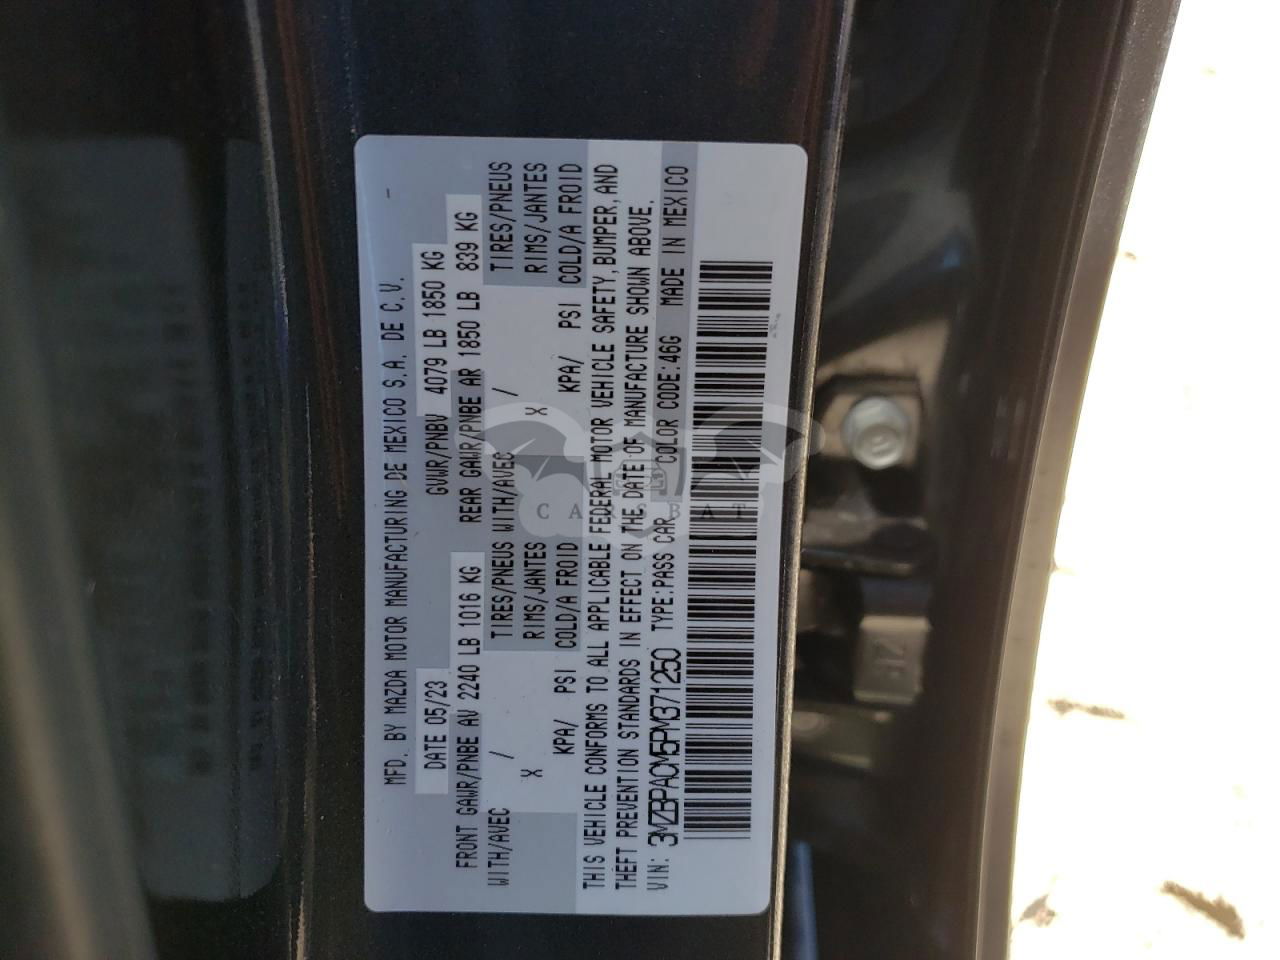 MFD. BY MAZDA MOTOR MANUFACTURING DE MEXICO S.A. DE C.V.
DATE 05/23 GVWR/PNBV 4079 LB 1850 KG
FRONT GAWR/PNBE AV 2240 LB 1016 KG REAR GAWR/PNBE AR 1850 LB 839 KG
WITH/AVEC / TIRES/PNEUS WITH/AVEC / TIRES/PNEUS
X RIMS/JANTES X RIMS/JANTES
KPA/ PSI COLD/A FROID KPA/ PSI COLD/A FROID
THIS VEHICLE CONFORMS TO ALL APPLICABLE FEDERAL MOTOR VEHICLE SAFETY, BUMPER, AND
THEFT PREVENTION STANDARDS IN EFFECT ON THE DATE OF MANUFACTURE SHOWN ABOVE.
VIN: 3MZBPACM5PM371250 TYPE:PASS CAR COLOR CODE:46G MADE IN MEXICO
CARSBAT
ZF